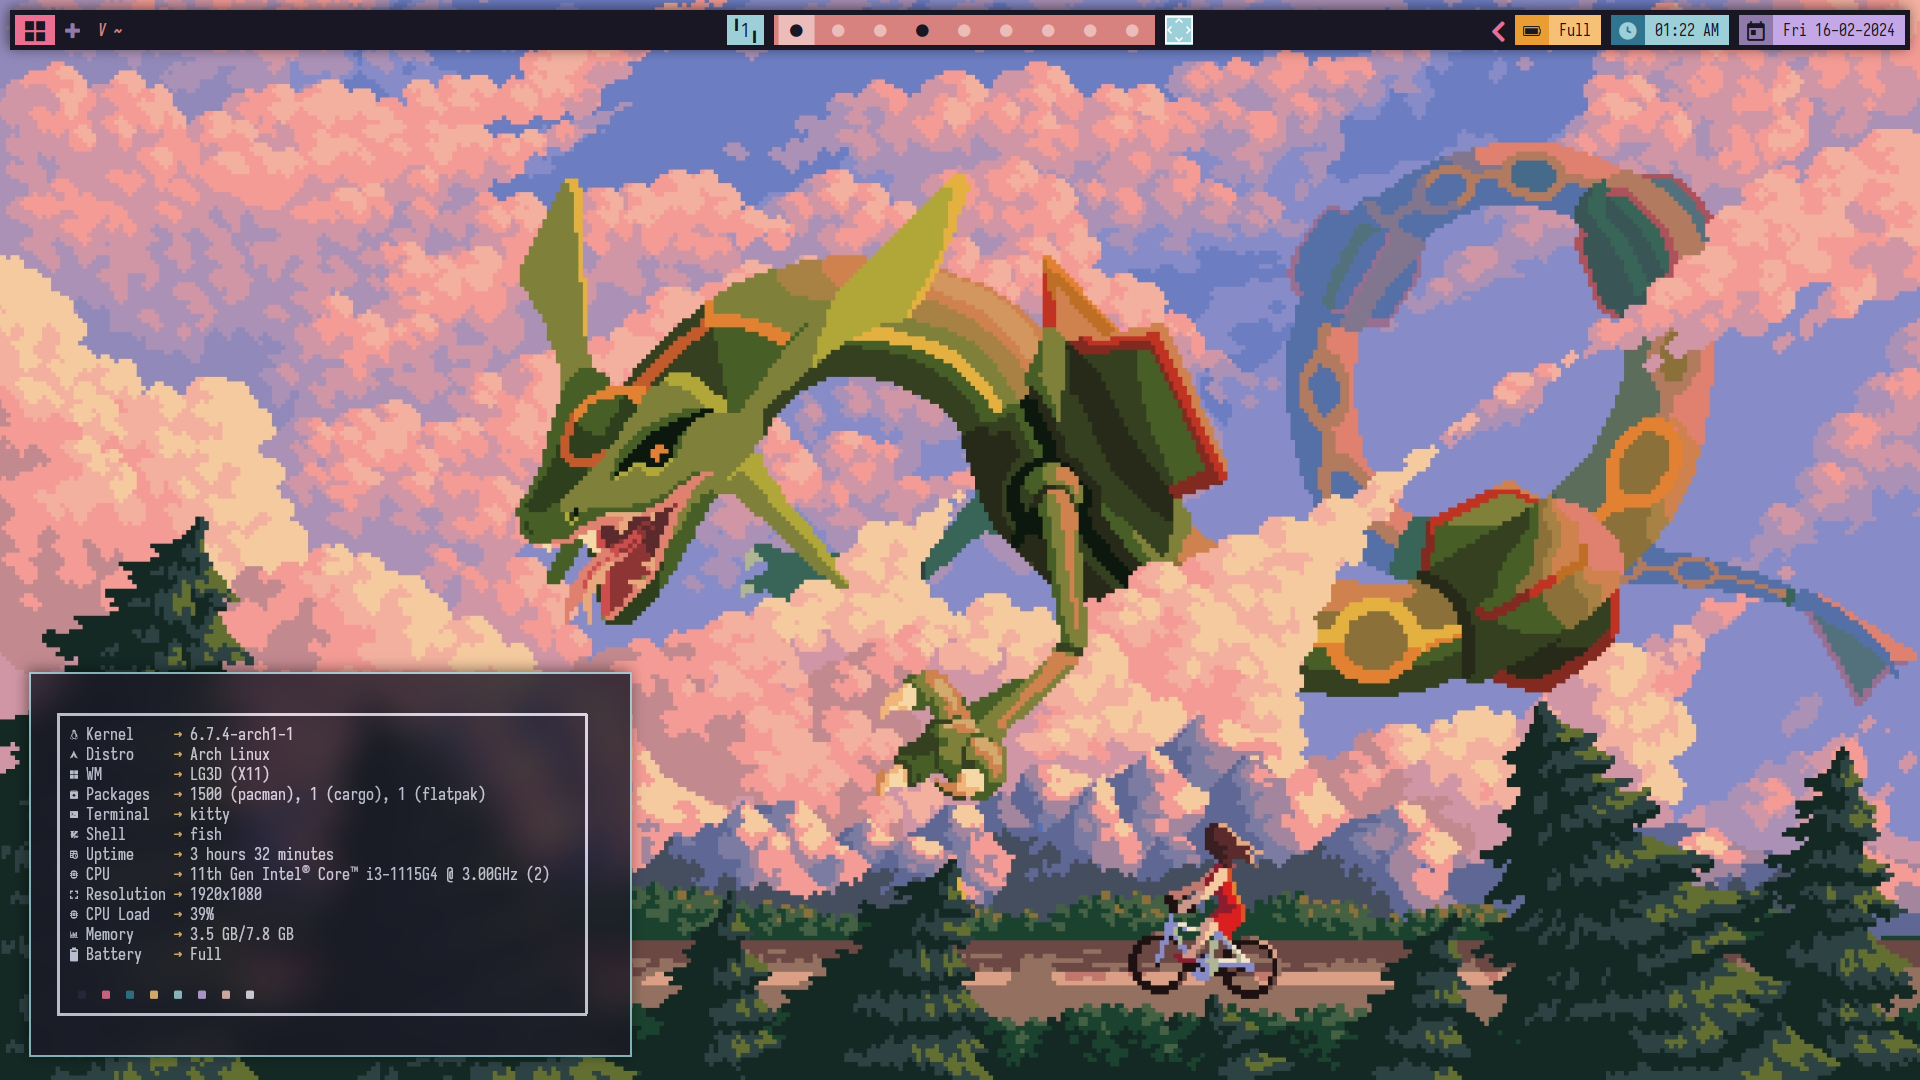 V ~
1
Full
01:22 AM
Fri 16-02-2024
Kernel → 6.7.4-arch1-1
Distro → Arch Linux
WM → LG3D (X11)
Packages → 1500 (pacman), 1 (cargo), 1 (flatpak)
Terminal → kitty
Shell → fish
Uptime → 3 hours 32 minutes
CPU → 11th Gen Intel® Core™ i3-1115G4 @ 3.00GHz (2)
Resolution → 1920x1080
CPU Load → 39%
Memory → 3.5 GB/7.8 GB
Battery → Full